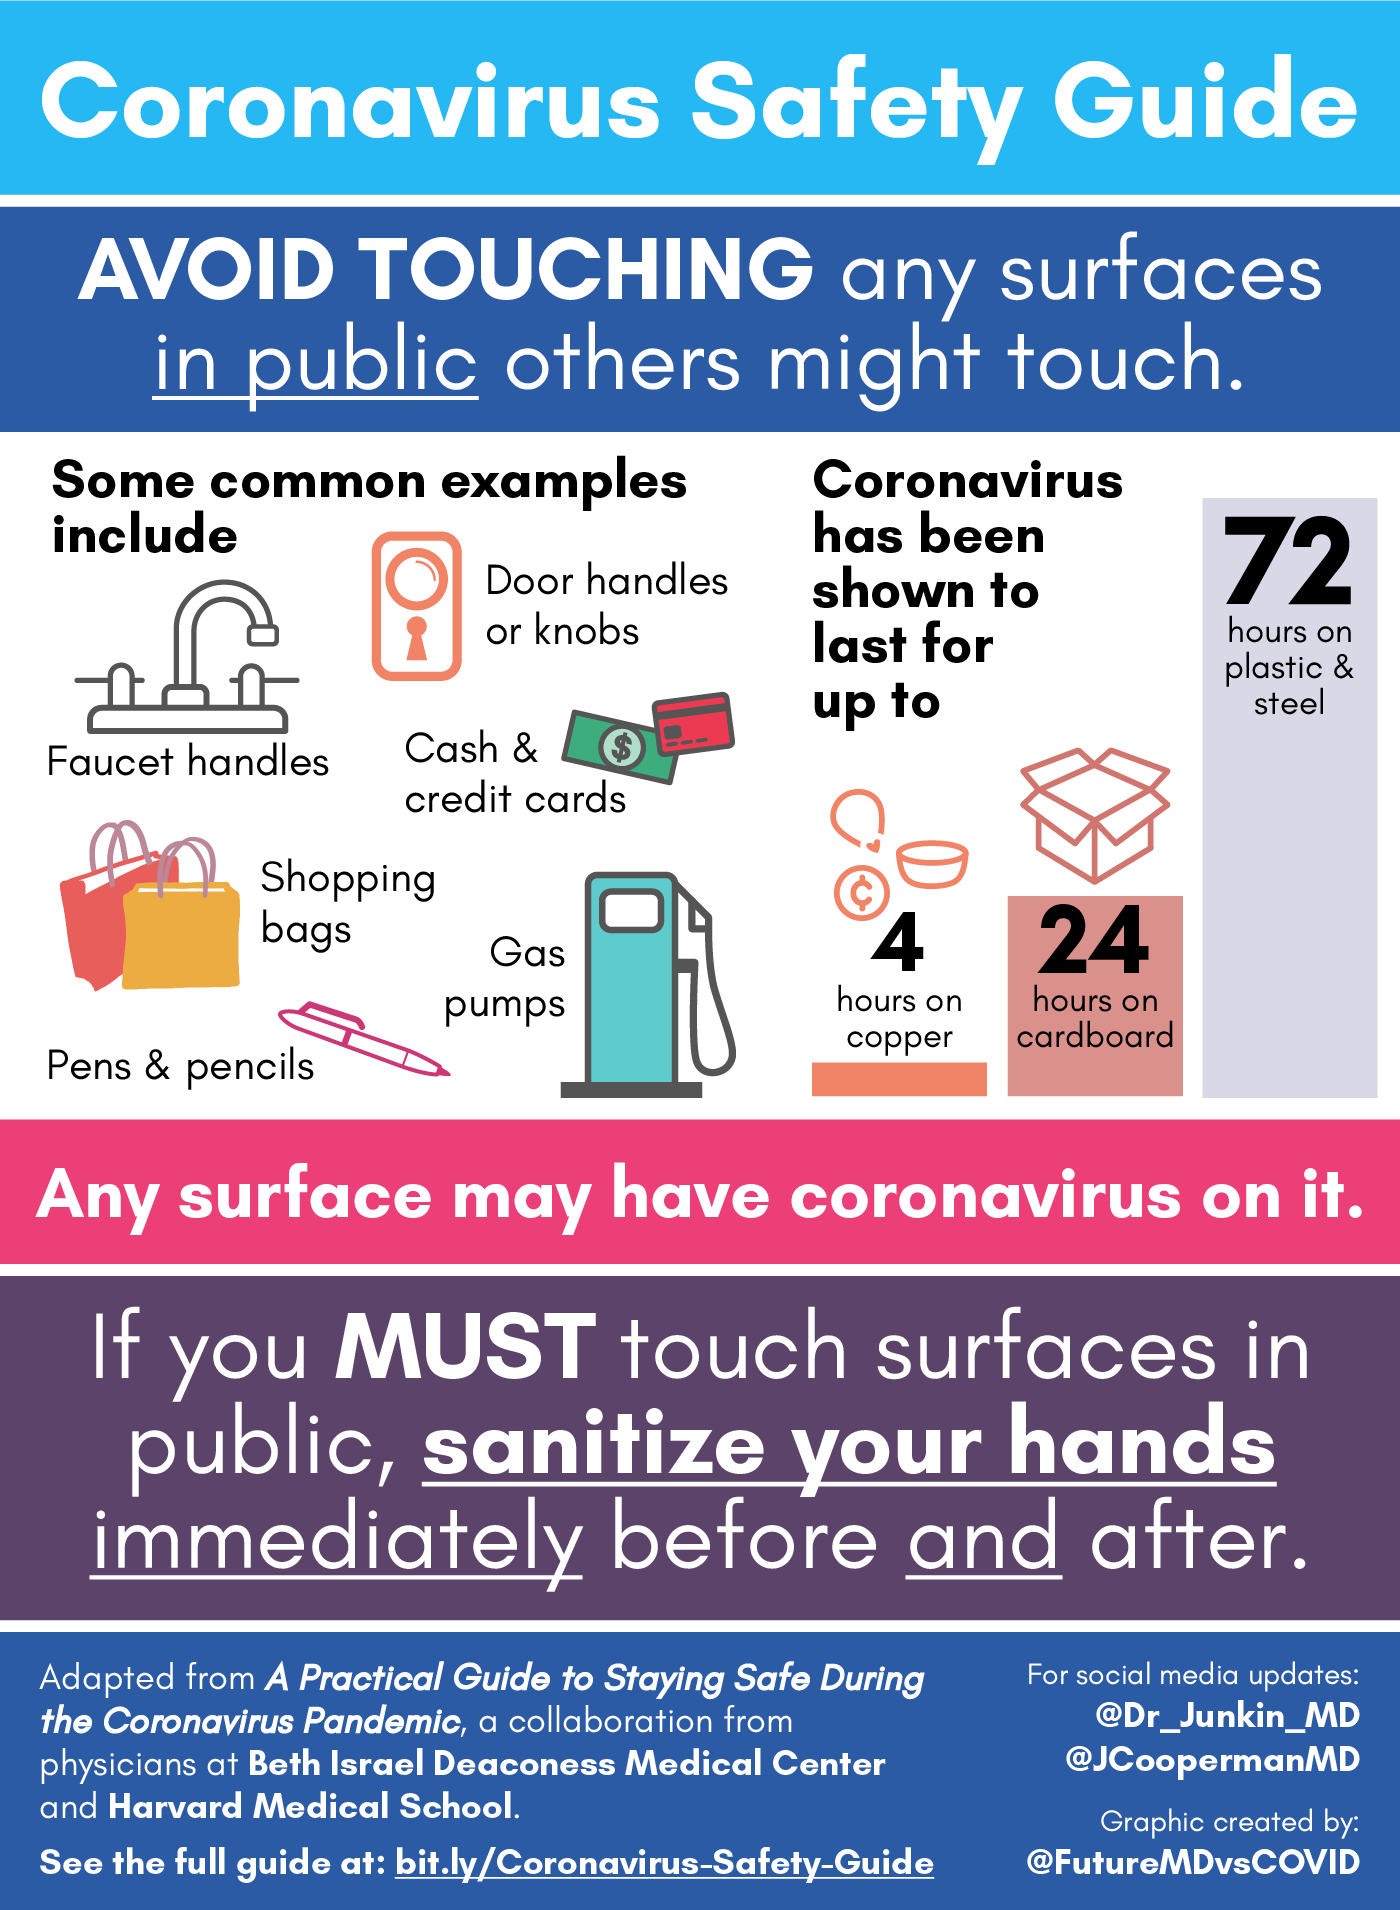 Coronavirus Safety Guide
AVOID TOUCHING any surfaces
in public others might touch.
Some common examples
include
Door handles
or knobs
Faucet handles
Cash &
credit cards
$
Shopping
bags
Gas
pumps
Pens & pencils
Coronavirus
has been
shown to
last for
up to
¢
4
hours on
copper
24
hours on
cardboard
72
hours on
plastic &
steel
Any surface may have coronavirus on it.
If you MUST touch surfaces in
public, sanitize your hands
immediately before and after.
Adapted from A Practical Guide to Staying Safe During
the Coronavirus Pandemic, a collaboration from
physicians at Beth Israel Deaconess Medical Center
and Harvard Medical School.
See the full guide at: bit.ly/Coronavirus-Safety-Guide
For social media updates:
@Dr_Junkin_MD
@JCoopermanMD
Graphic created by:
@FutureMDvsCOVID